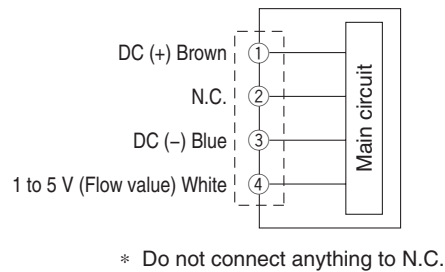 DC (+) Brown 1
N.C. 2
DC (−) Blue 3
1 to 5 V (Flow value) White 4
Main circuit
* Do not connect anything to N.C.